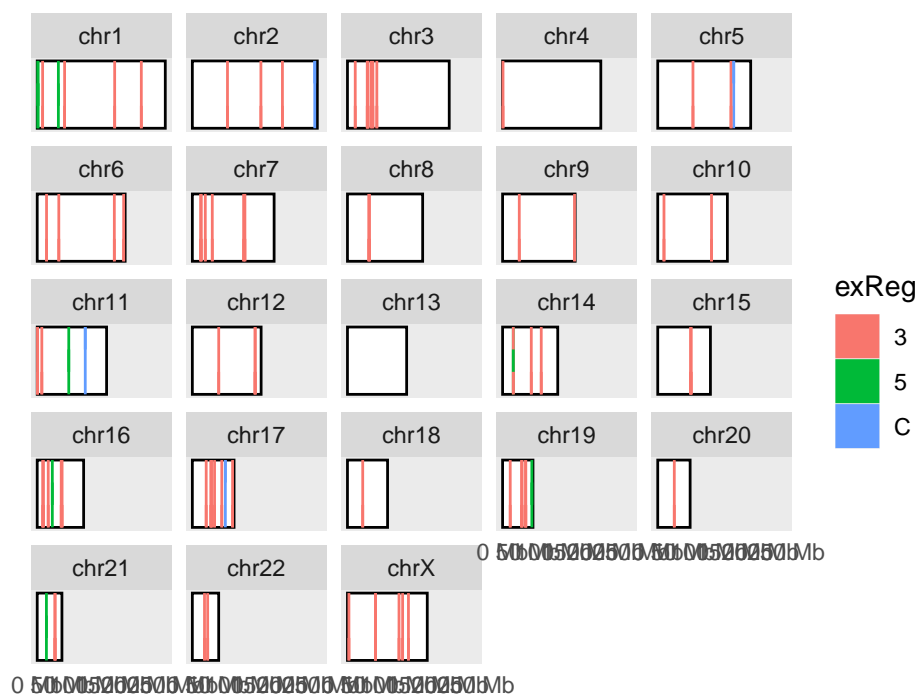 chr1 chr2 chr3 chr4 chr5
chr6 chr7 chr8 chr9 chr10
exReg
3
5
C
chr11 chr12 chr13 chr14 chr15
chr16 chr17 chr18 chr19 chr20
chr21 chr22 chrX